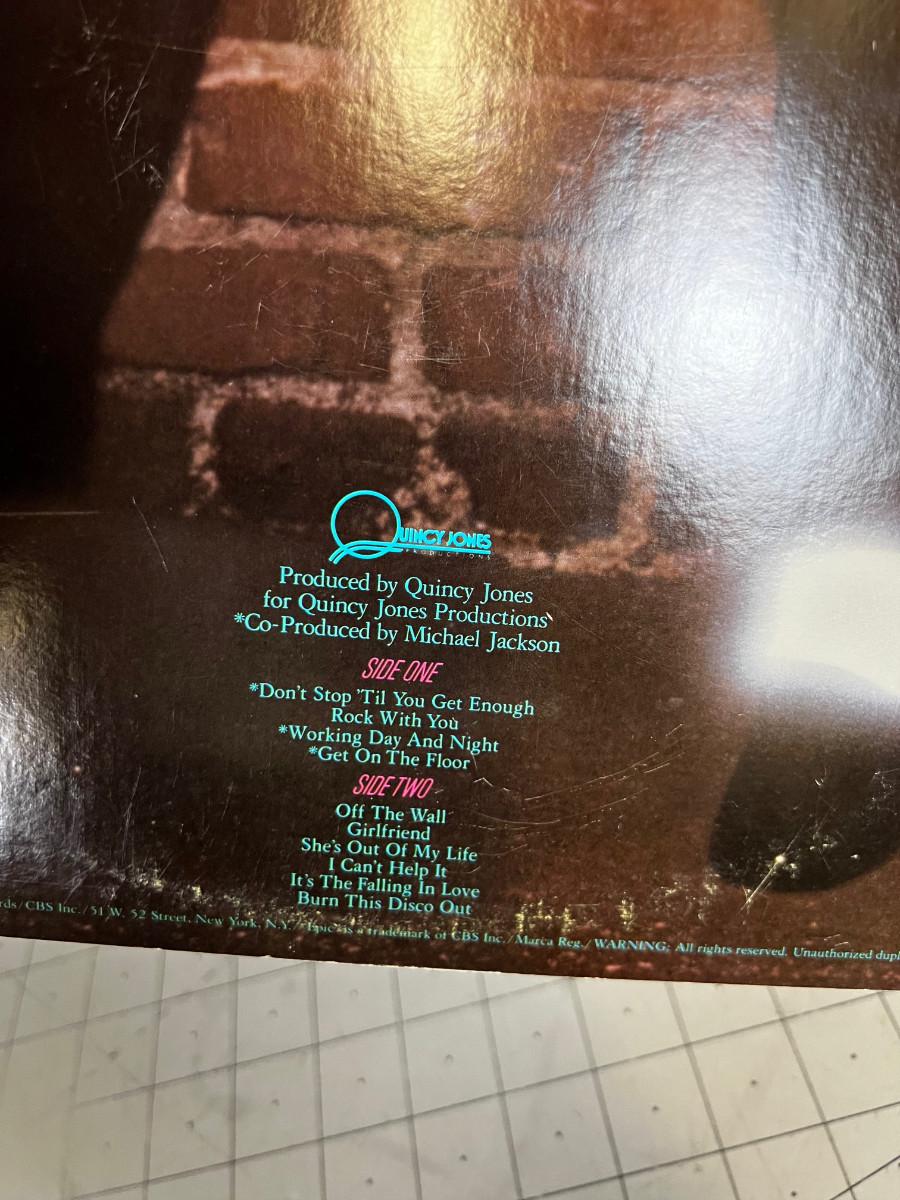 QUINCY JONES
PRODUCTIONS
Produced by Quincy Jones
for Quincy Jones Productions
*Co-Produced by Michael Jackson
SIDE ONE
*Don't Stop 'Til You Get Enough
Rock With You
*Working Day And Night
*Get On The Floor
SIDE TWO
Off The Wall
Girlfriend
She's Out Of My Life
I Can't Help It
It's The Falling In Love
Burn This Disco Out
rds/CBS Inc./51 W. 52 Street, New York, N.Y./"Epic" is a trademark of CBS Inc./Marca Reg./WARNING: All rights reserved. Unauthorized dupl